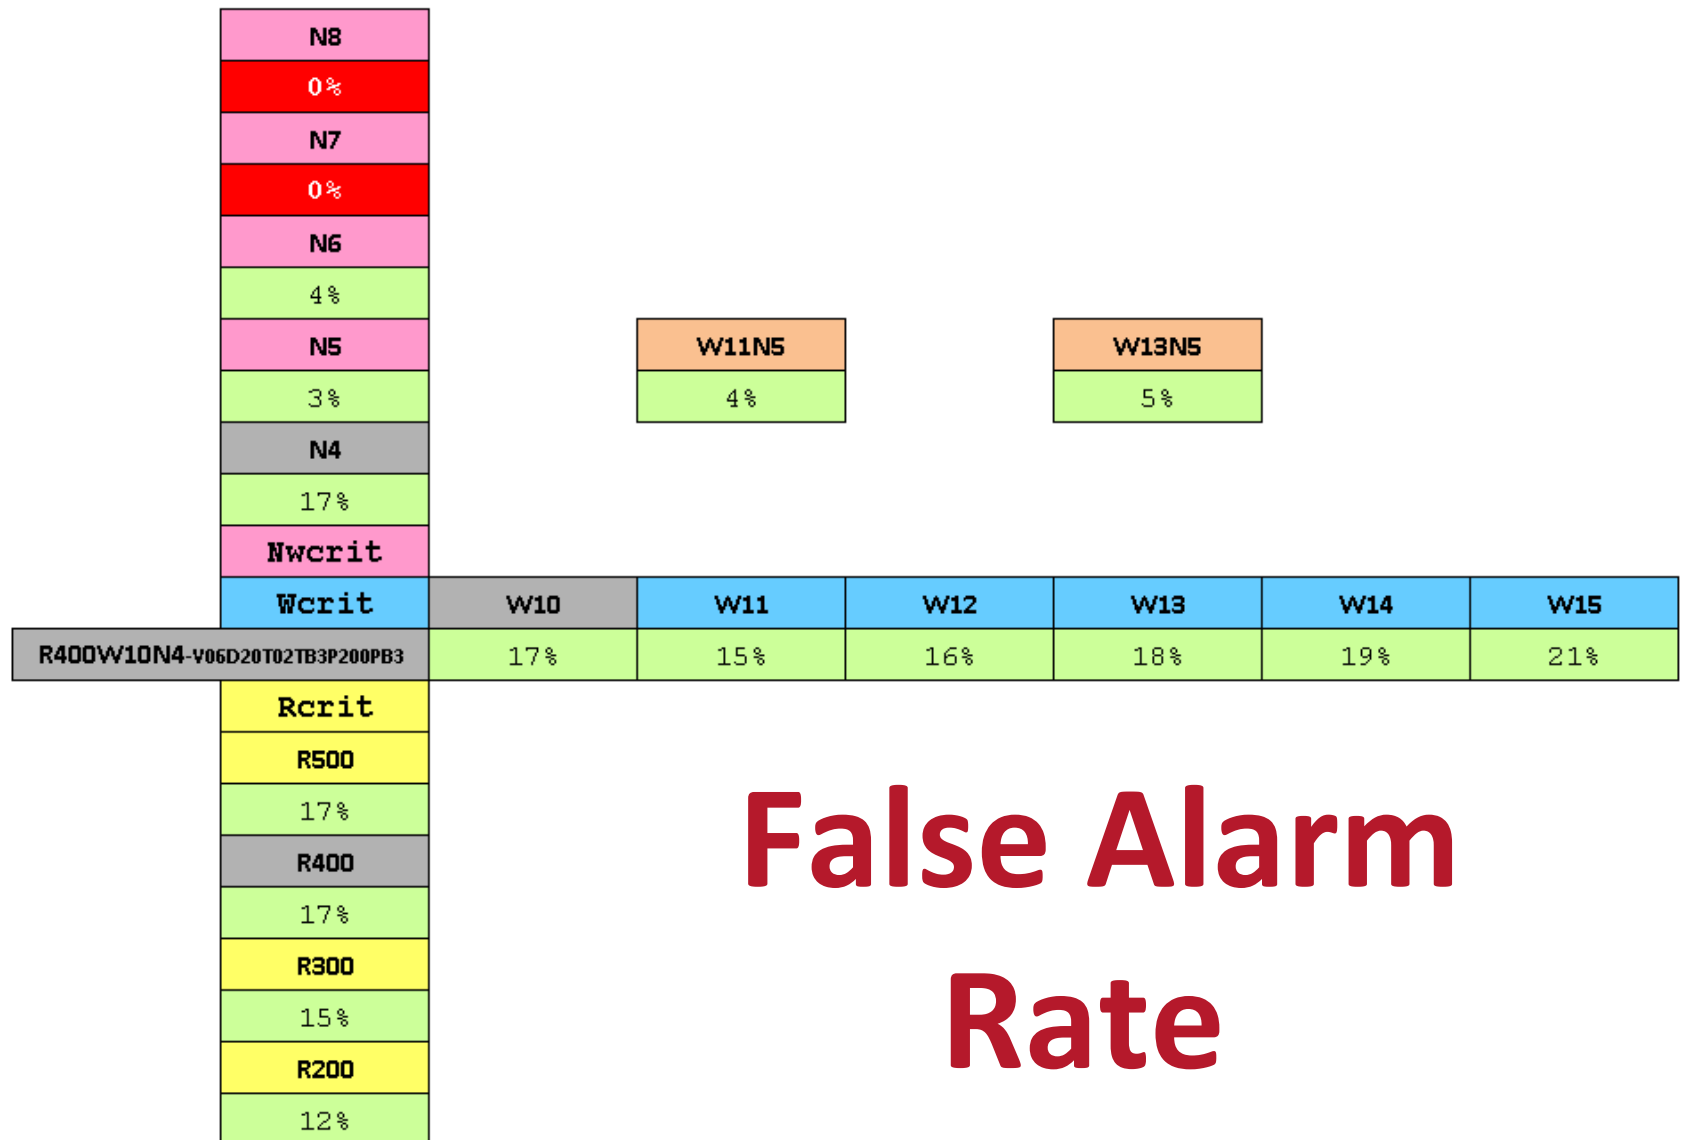 N8
0%
N7
0%
N6
4%
N5 W11N5 W13N5
3% 4% 5%
N4
17%
Nwcrit
Wcrit W10 W11 W12 W13 W14 W15
R400W10N4-V06D20T02TB3P200PB3 17% 15% 16% 18% 19% 21%
Rcrit
R500
17%
R400
17%
R300
15%
R200
12%
False Alarm
Rate